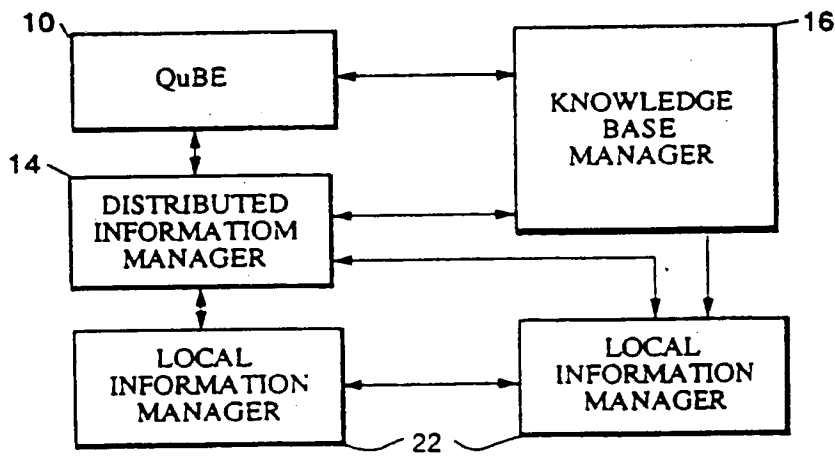 10
QuBE
16
KNOWLEDGE
BASE
MANAGER
14
DISTRIBUTED
INFORMATIOM
MANAGER
LOCAL
INFORMATION
MANAGER
LOCAL
INFORMATION
MANAGER
22